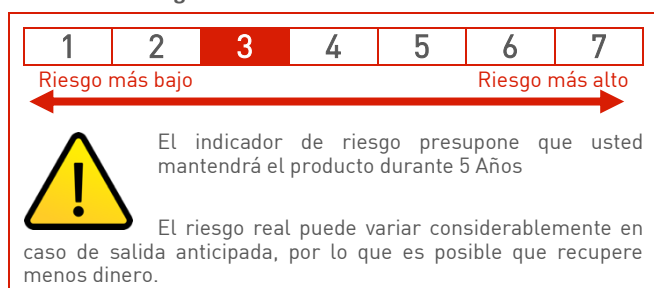 1 2 3 4 5 6 7
Riesgo más bajo Riesgo más alto
El indicador de riesgo presupone que usted
mantendrá el producto durante 5 Años
El riesgo real puede variar considerablemente en
caso de salida anticipada, por lo que es posible que recupere
menos dinero.